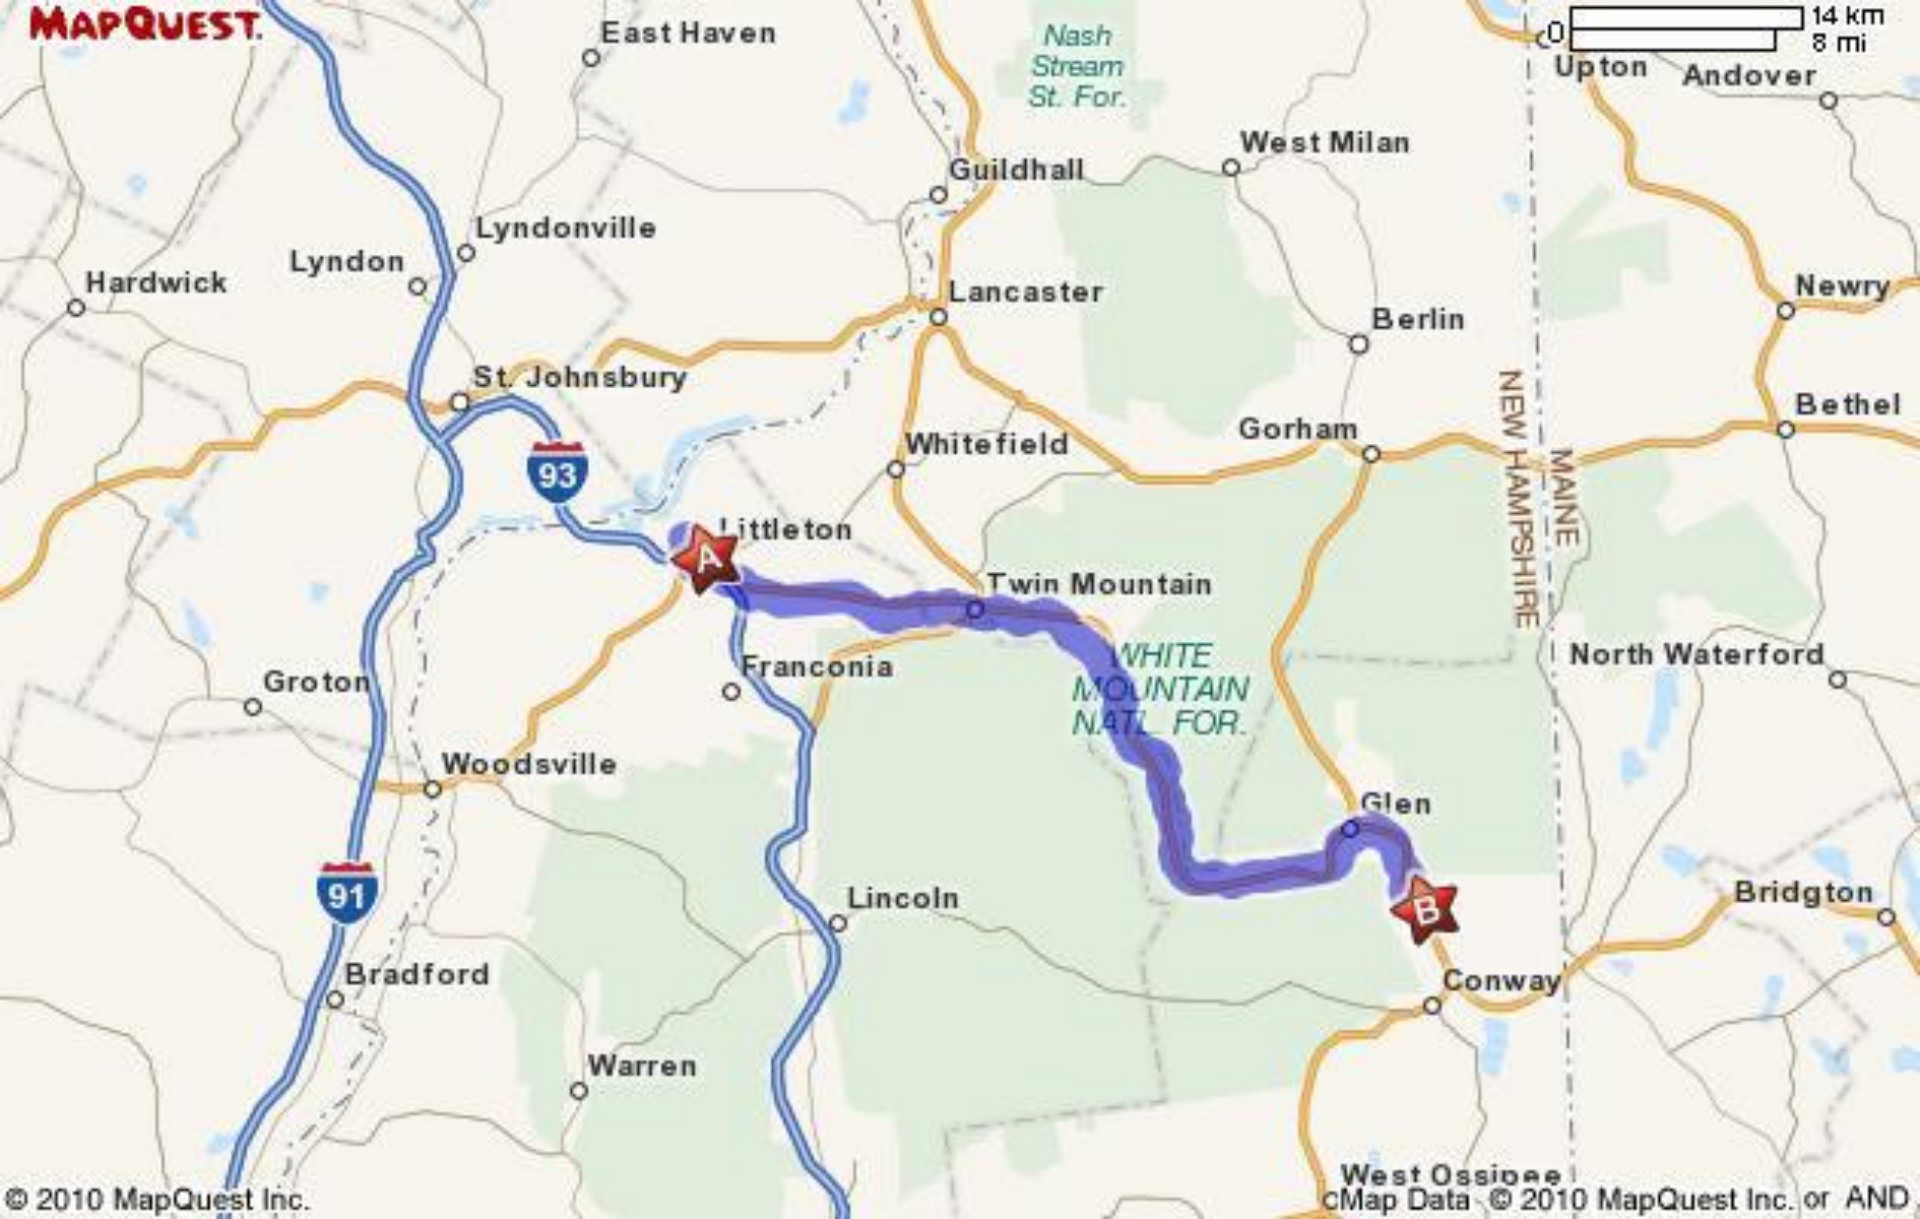 MAPQUEST.
East Haven
Nash
Stream
St. For.
0
14 km
8 mi
Upton
Andover
West Milan
Guildhall
Lyndonville
Lyndon
Hardwick
Lancaster
Newry
Berlin
St. Johnsbury
Bethel
Gorham
Whitefield
NEW HAMPSHIRE
MAINE
93
Littleton
A
Twin Mountain
WHITE
MOUNTAIN
NATL. FOR.
North Waterford
Franconia
Groton
Woodsville
Glen
91
Lincoln
B
Bridgton
Bradford
Conway
Warren
West Ossipee
© 2010 MapQuest Inc.
Map Data © 2010 MapQuest Inc. or AND